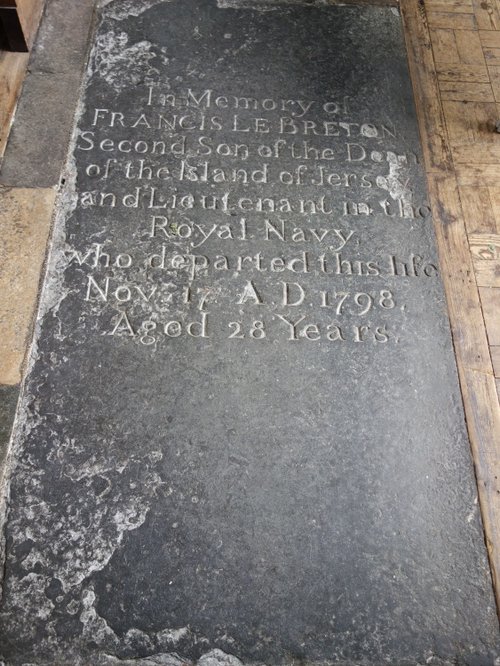 In Memory of
FRANCIS LE BRETON
Second Son of the Dean
of the Island of Jersey
and Lieutenant in the
Royal Navy,
who departed this life
Nov. 17 A.D. 1798.
Aged 28 Years.